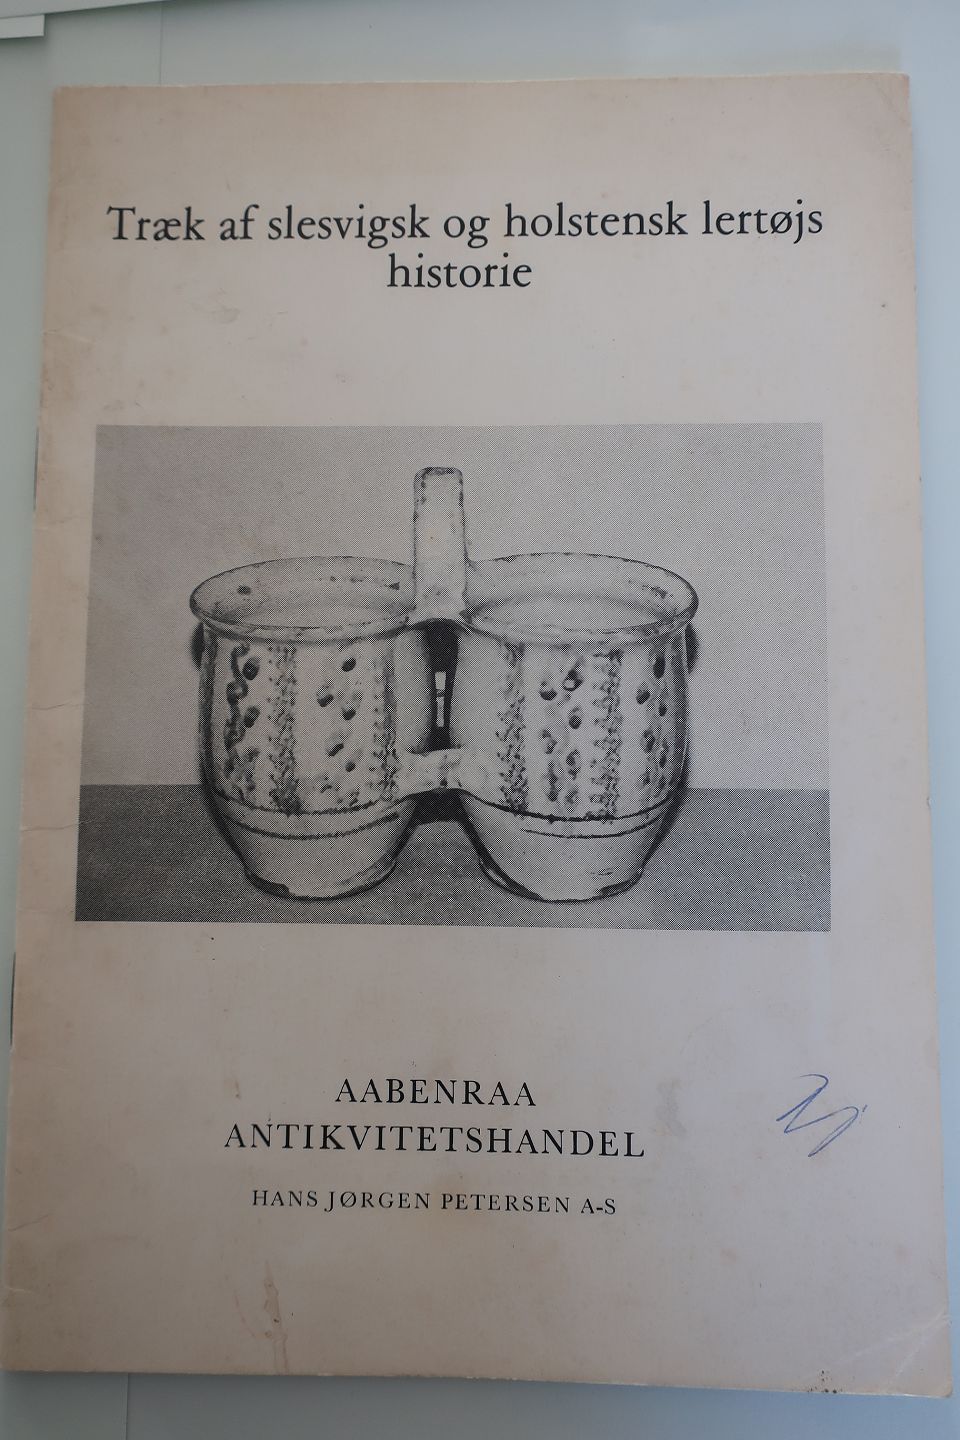 Træk af slesvigsk og holstensk lertøjs
historie
AABENRAA
ANTIKVITETSHANDEL
HANS JØRGEN PETERSEN A-S